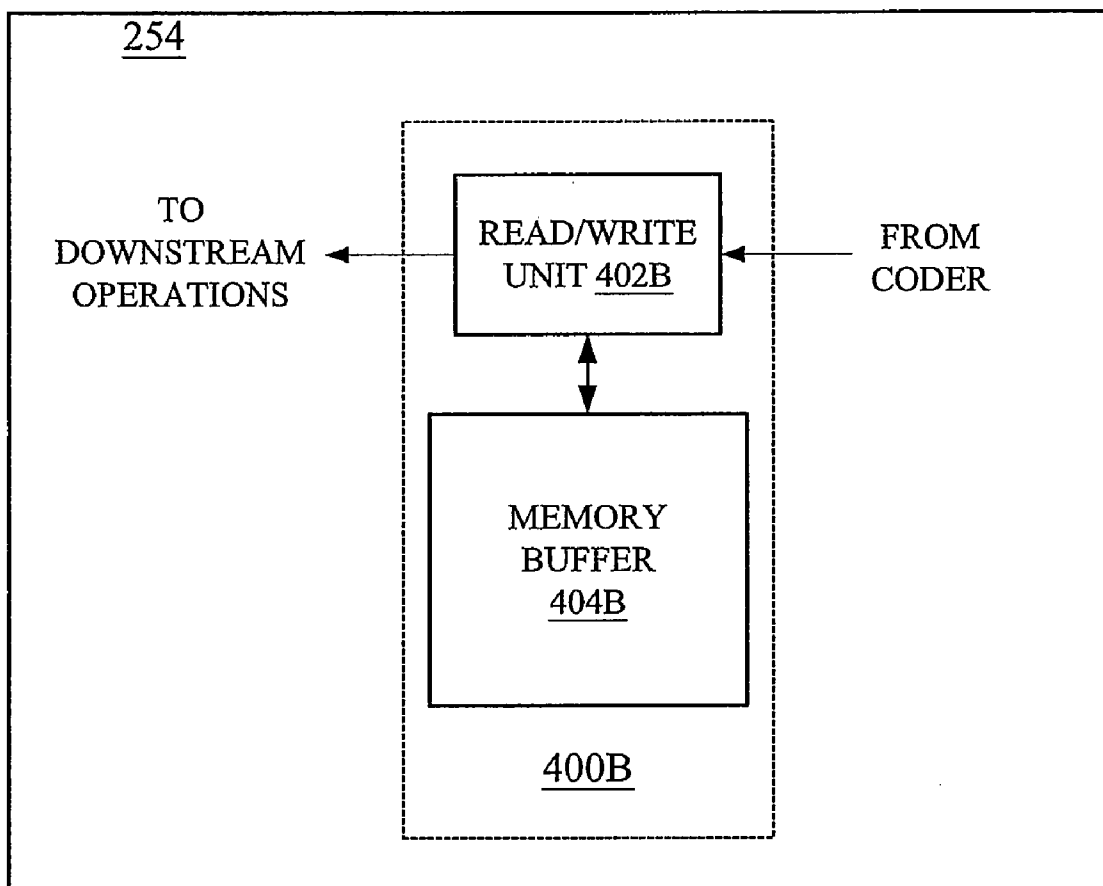 254
TO
DOWNSTREAM
OPERATIONS
READ/WRITE
UNIT 402B
FROM
CODER
MEMORY
BUFFER
404B
400B